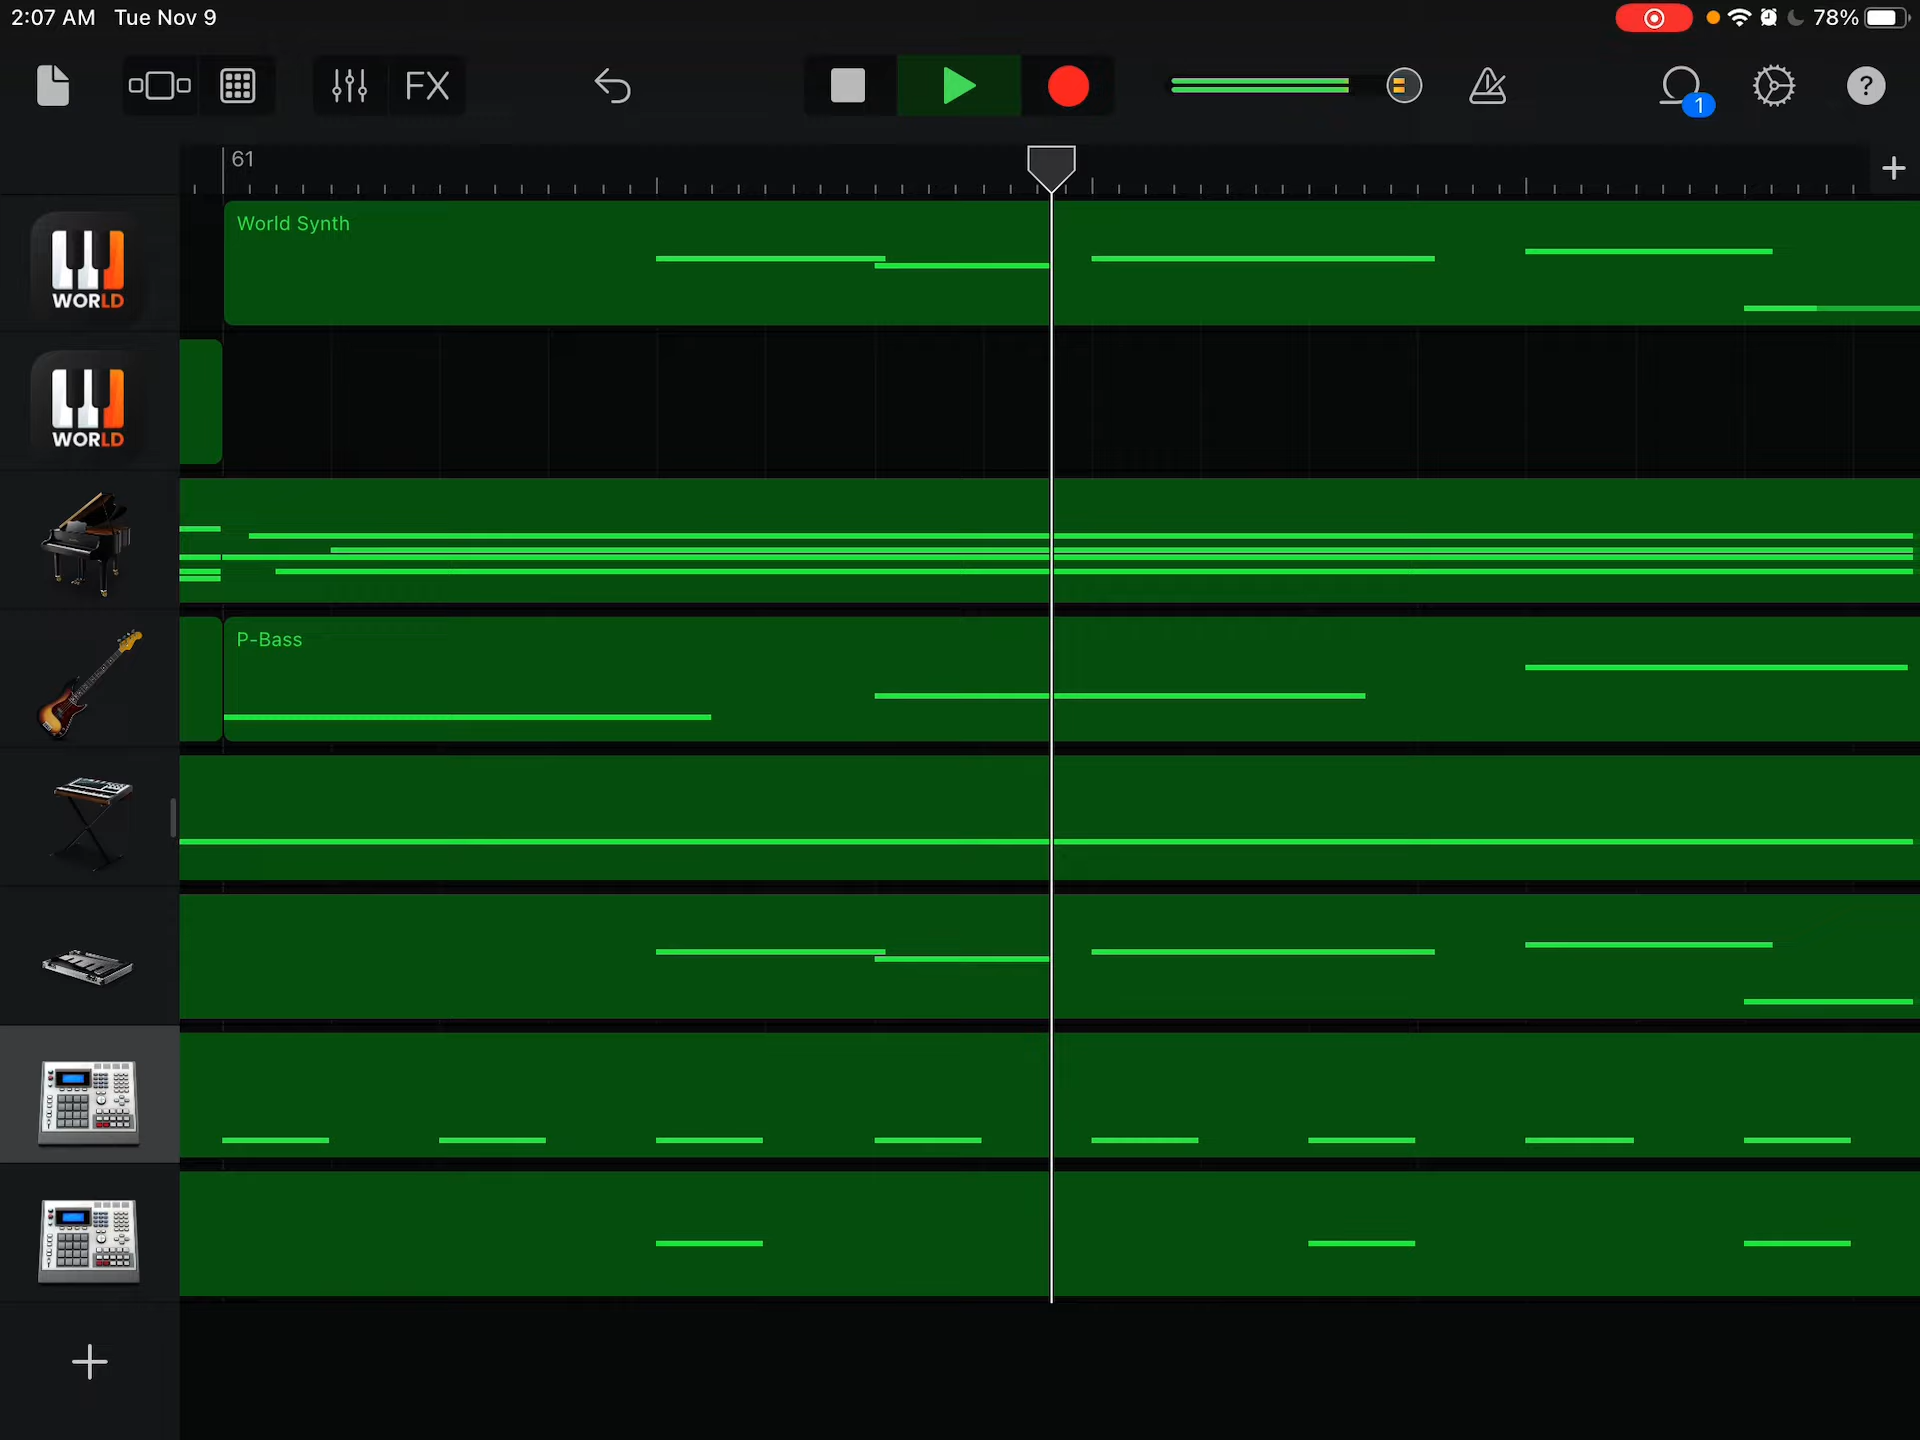 2:07 AM Tue Nov 9
78%
FX
1
?
61
World Synth
WORLD
WORLD
P-Bass